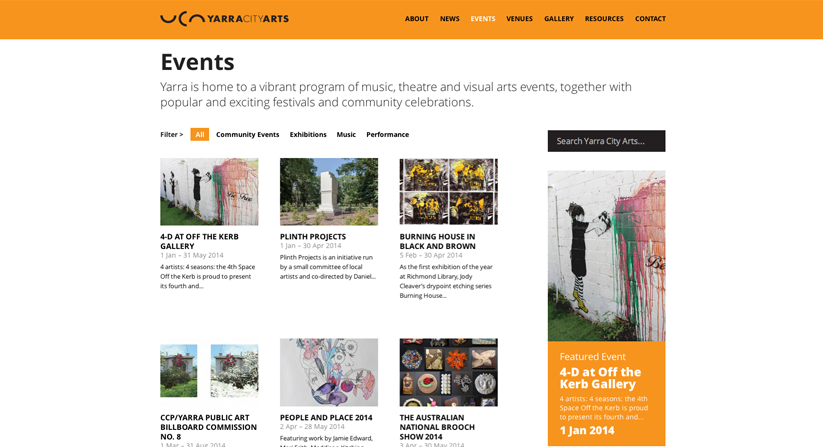 YARRACITYARTS
ABOUT NEWS EVENTS VENUES GALLERY RESOURCES CONTACT
Events
Yarra is home to a vibrant program of music, theatre and visual arts events, together with
popular and exciting festivals and community celebrations.
Filter > All Community Events Exhibitions Music Performance
Search Yarra City Arts...
4-D AT OFF THE KERB
GALLERY
1 Jan – 31 May 2014
4 artists: 4 seasons: the 4th Space
Off the Kerb is proud to present
its fourth and...
PLINTH PROJECTS
1 Jan – 30 Apr 2014
Plinth Projects is an initiative run
by a small committee of local
artists and co-directed by Daniel...
BURNING HOUSE IN
BLACK AND BROWN
5 Feb – 30 Apr 2014
As the first exhibition of the year
at Richmond Library, Jody
Cleaver's drypoint etching series
Burning House...
Be Free
Be
Featured Event
4-D at Off the
Kerb Gallery
4 artists: 4 seasons: the 4th
Space Off the Kerb is proud
to present its fourth and...
1 Jan 2014
CCP/YARRA PUBLIC ART
BILLBOARD COMMISSION
NO. 8
1 Mar – 31 Aug 2014
PEOPLE AND PLACE 2014
2 Apr – 28 May 2014
Featuring work by Jamie Edward,
THE AUSTRALIAN
NATIONAL BROOCH
SHOW 2014
3 Apr – 30 May 2014